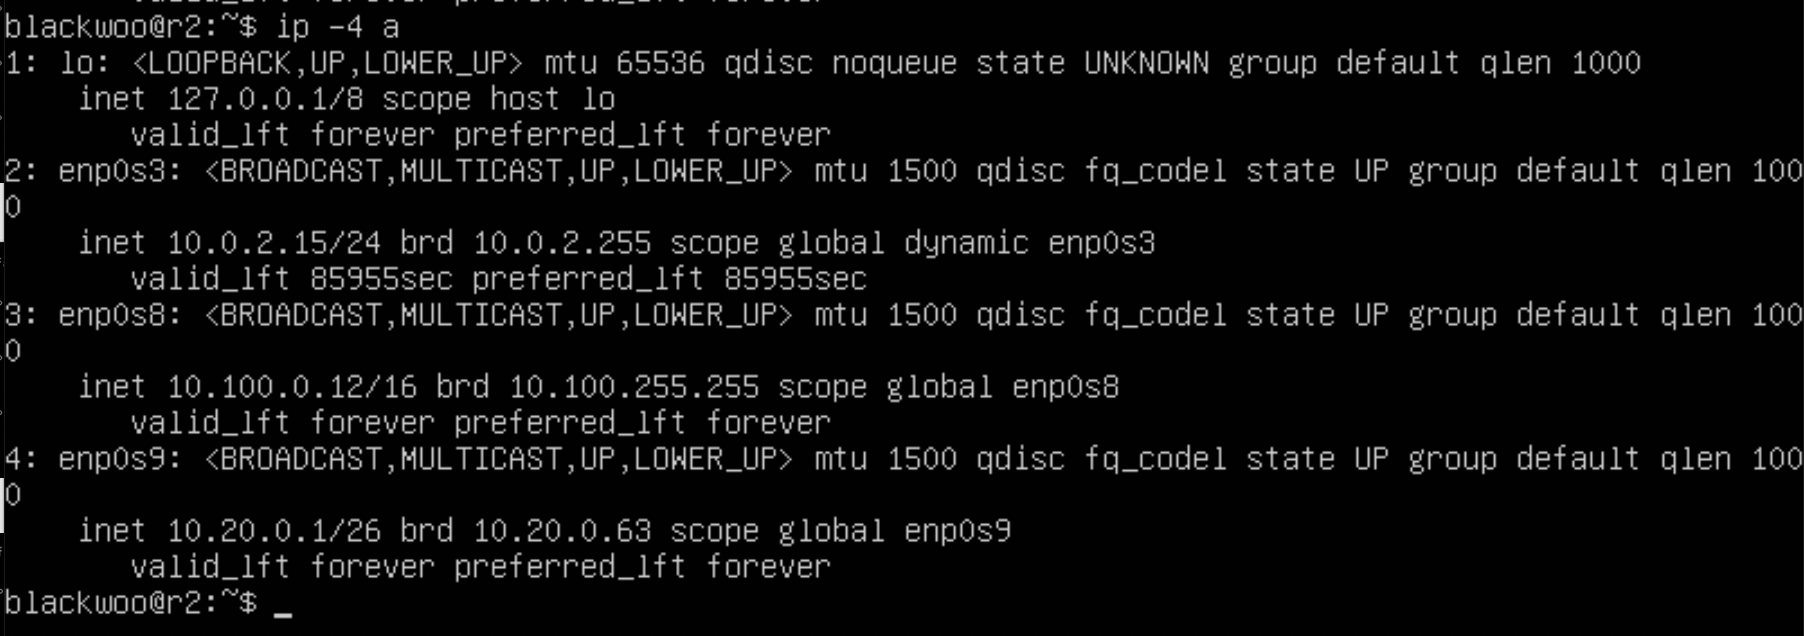 blackwoo@r2:~$ ip -4 a
1: lo: <LOOPBACK,UP,LOWER_UP> mtu 65536 qdisc noqueue state UNKNOWN group default qlen 1000
    inet 127.0.0.1/8 scope host lo
       valid_lft forever preferred_lft forever
2: enp0s3: <BROADCAST,MULTICAST,UP,LOWER_UP> mtu 1500 qdisc fq_codel state UP group default qlen 100
0
    inet 10.0.2.15/24 brd 10.0.2.255 scope global dynamic enp0s3
       valid_lft 85955sec preferred_lft 85955sec
3: enp0s8: <BROADCAST,MULTICAST,UP,LOWER_UP> mtu 1500 qdisc fq_codel state UP group default qlen 100
0
    inet 10.100.0.12/16 brd 10.100.255.255 scope global enp0s8
       valid_lft forever preferred_lft forever
4: enp0s9: <BROADCAST,MULTICAST,UP,LOWER_UP> mtu 1500 qdisc fq_codel state UP group default qlen 100
0
    inet 10.20.0.1/26 brd 10.20.0.63 scope global enp0s9
       valid_lft forever preferred_lft forever
blackwoo@r2:~$ _